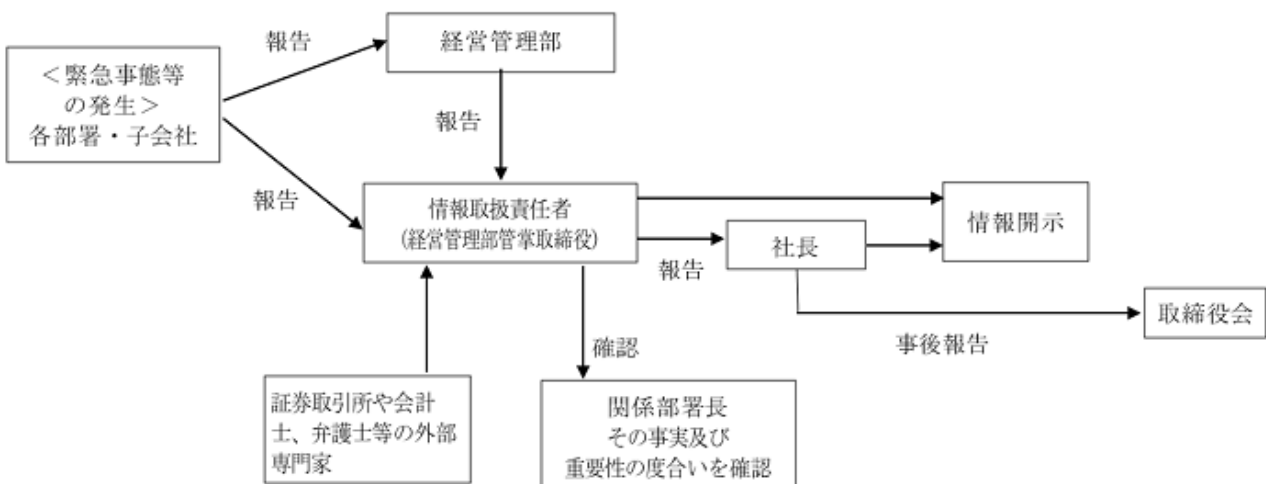 報告
経営管理部
<緊急事態等
の発生>
各部署・子会社
報告
報告
情報取扱責任者
(経営管理部管掌取締役)
情報開示
社長
報告
取締役会
事後報告
確認
証券取引所や会計
士、弁護士等の外部
専門家
関係部署長
その事実及び
重要性の度合いを確認